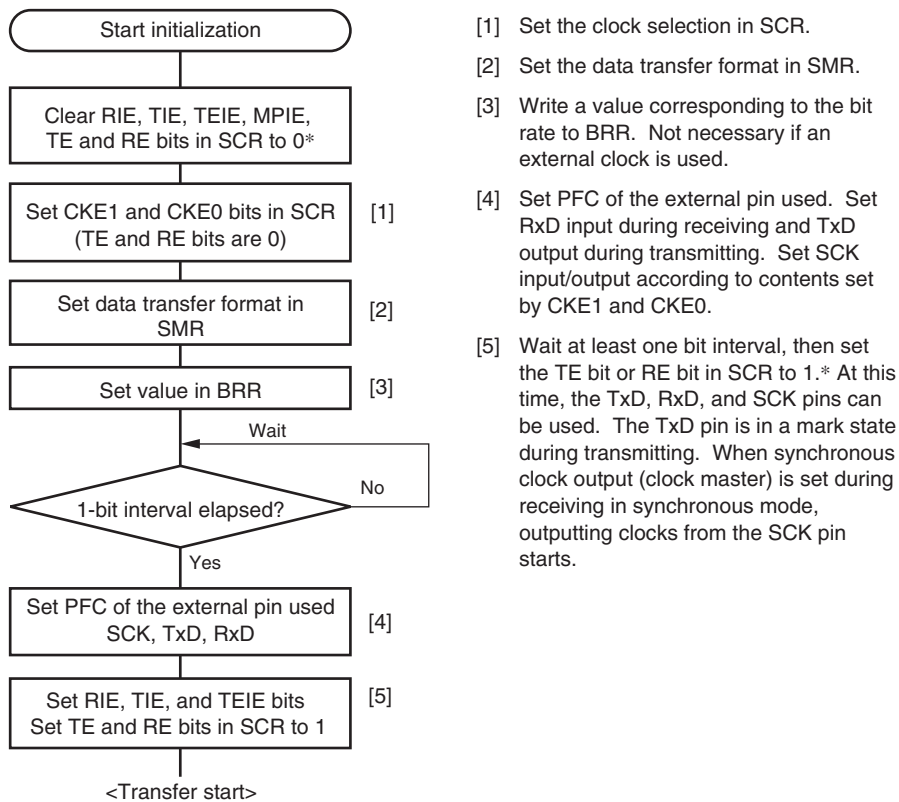 Start initialization
Clear RIE, TIE, TEIE, MPIE,
TE and RE bits in SCR to 0*
Set CKE1 and CKE0 bits in SCR
(TE and RE bits are 0)
[1]
Set data transfer format in
SMR
[2]
Set value in BRR
[3]
Wait
1-bit interval elapsed?
No
Yes
Set PFC of the external pin used
SCK, TxD, RxD
[4]
Set RIE, TIE, and TEIE bits
Set TE and RE bits in SCR to 1
[5]
<Transfer start>
[1] Set the clock selection in SCR.
[2] Set the data transfer format in SMR.
[3] Write a value corresponding to the bit
rate to BRR. Not necessary if an
external clock is used.
[4] Set PFC of the external pin used. Set
RxD input during receiving and TxD
output during transmitting. Set SCK
input/output according to contents set
by CKE1 and CKE0.
[5] Wait at least one bit interval, then set
the TE bit or RE bit in SCR to 1.* At this
time, the TxD, RxD, and SCK pins can
be used. The TxD pin is in a mark state
during transmitting. When synchronous
clock output (clock master) is set during
receiving in synchronous mode,
outputting clocks from the SCK pin
starts.